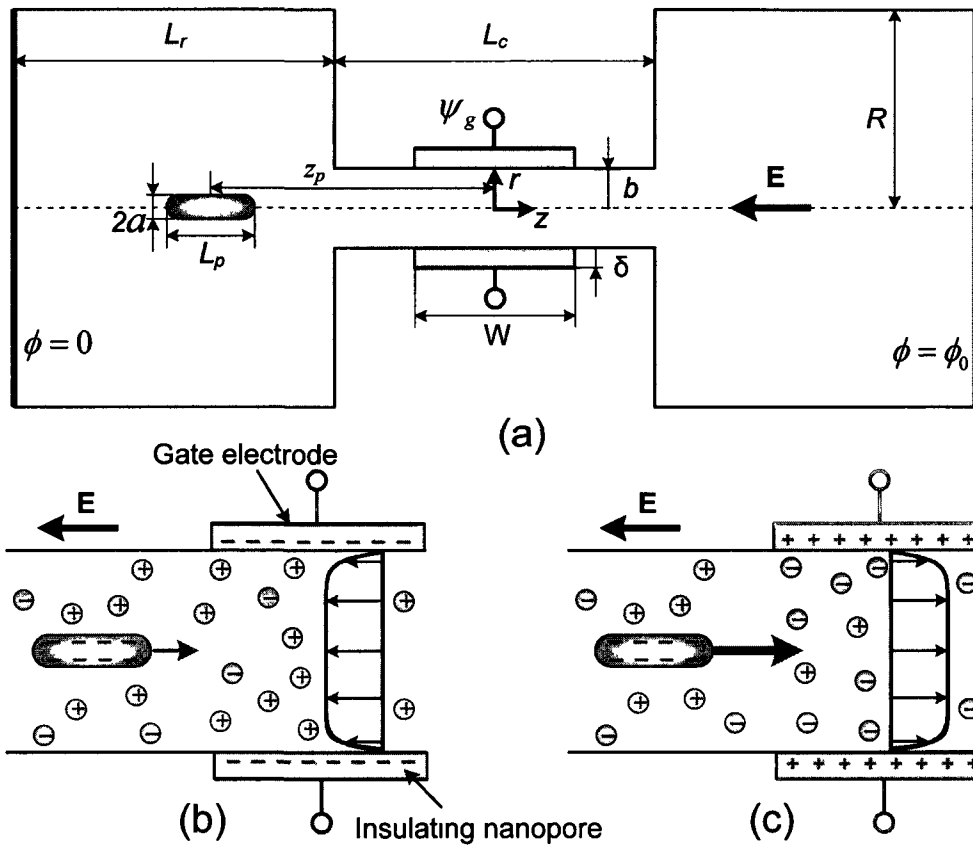 L_r
L_c
ψ_g
R
z_p
r
b
E
z
2a
L_p
δ
W
ϕ = 0
ϕ = ϕ_0
(a)
Gate electrode
E
E
(b)
Insulating nanopore
(c)